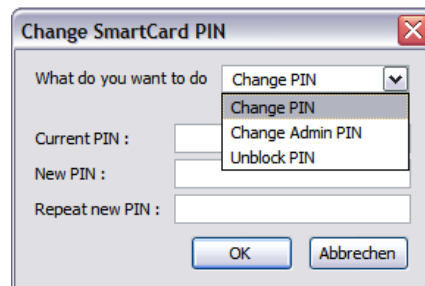 Change SmartCard PIN
What do you want to do Change PIN
Change PIN
Change Admin PIN
Unblock PIN
Current PIN :
New PIN :
Repeat new PIN :
OK Abbrechen